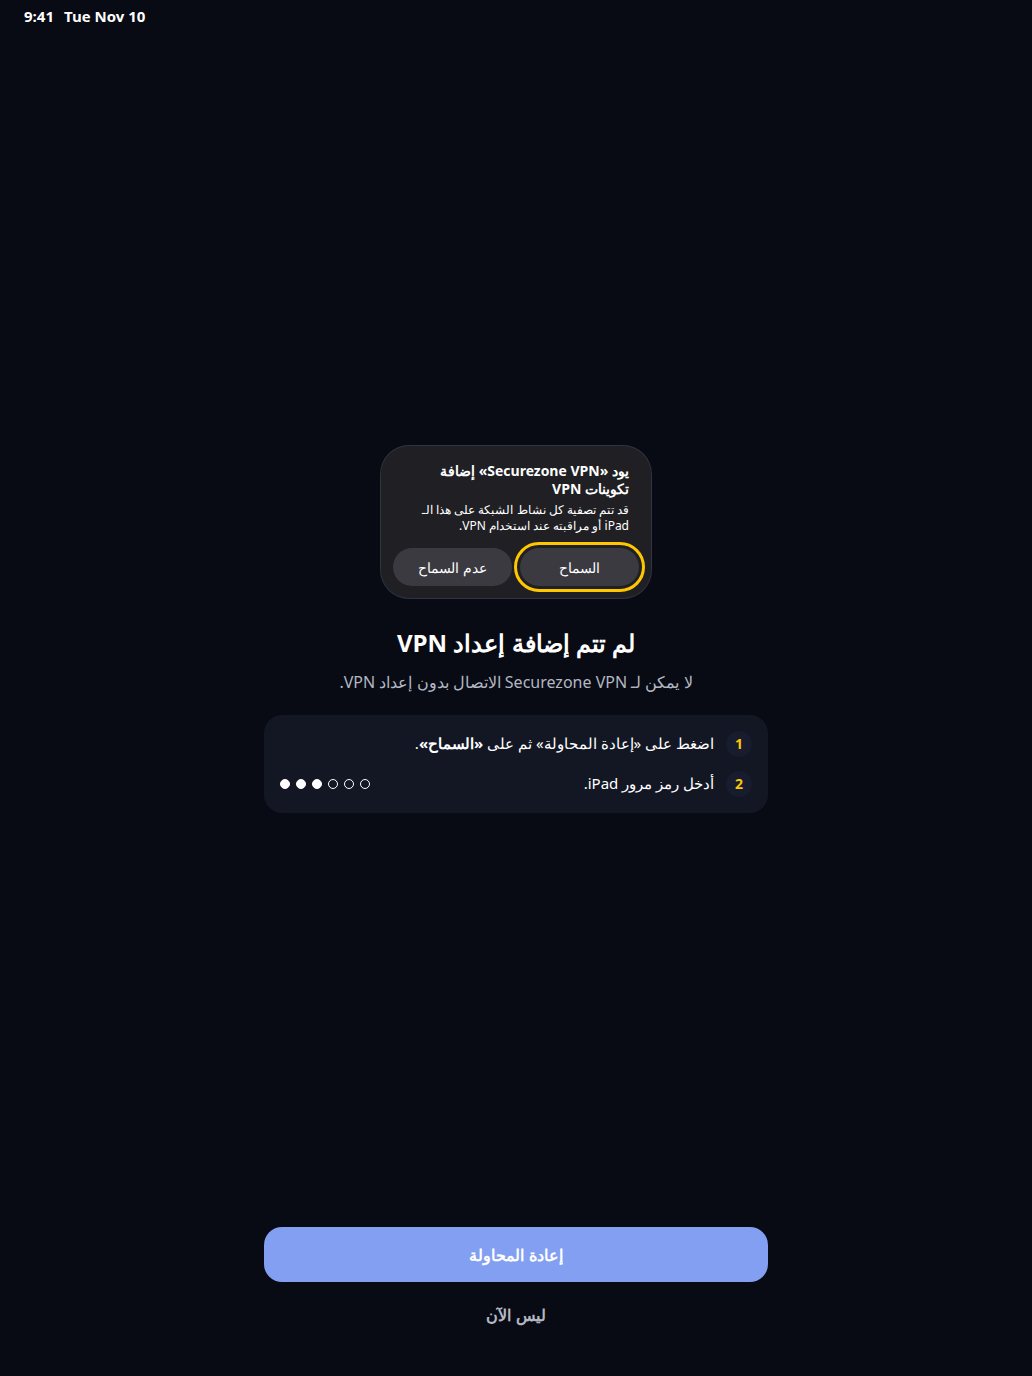 9:41 Tue Nov 10
يود «Securezone VPN» إضافة
تكوينات VPN
قد تتم تصفية كل نشاط الشبكة على هذا الـ
iPad أو مراقبته عند استخدام VPN.
السماح
عدم السماح
لم تتم إضافة إعداد VPN
لا يمكن لـ Securezone VPN الاتصال بدون إعداد VPN.
1 اضغط على «إعادة المحاولة» ثم على «السماح».
2 أدخل رمز مرور iPad.
إعادة المحاولة
ليس الآن